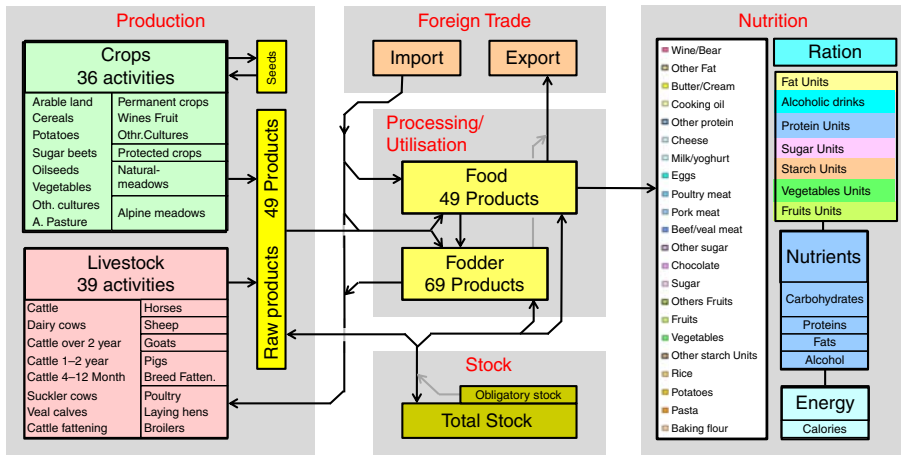 Production
Crops
36 activities
Arable land
Cereals
Potatoes
Sugar beets
Oilseeds
Vegetables
Oth. cultures
A. Pasture
Permanent crops
Wines Fruit
Othr.Cultures
Protected crops
Natural-
meadows
Alpine meadows
Seeds
Raw products 49 Products
Livestock
39 activities
Cattle
Dairy cows
Cattle over 2 year
Cattle 1–2 year
Cattle 4–12 Month
Suckler cows
Veal calves
Cattle fattening
Horses
Sheep
Goats
Pigs
Breed Fatten.
Poultry
Laying hens
Broilers
Foreign Trade
Import
Export
Processing/
Utilisation
Food
49 Products
Fodder
69 Products
Stock
Obligatory stock
Total Stock
Nutrition
Wine/Bear
Other Fat
Butter/Cream
Cooking oil
Other protein
Cheese
Milk/yoghurt
Eggs
Poultry meat
Pork meat
Beef/veal meat
Other sugar
Chocolate
Sugar
Others Fruits
Fruits
Vegetables
Other starch Units
Rice
Potatoes
Pasta
Baking flour
Ration
Fat Units
Alcoholic drinks
Protein Units
Sugar Units
Starch Units
Vegetables Units
Fruits Units
Nutrients
Carbohydrates
Proteins
Fats
Alcohol
Energy
Calories